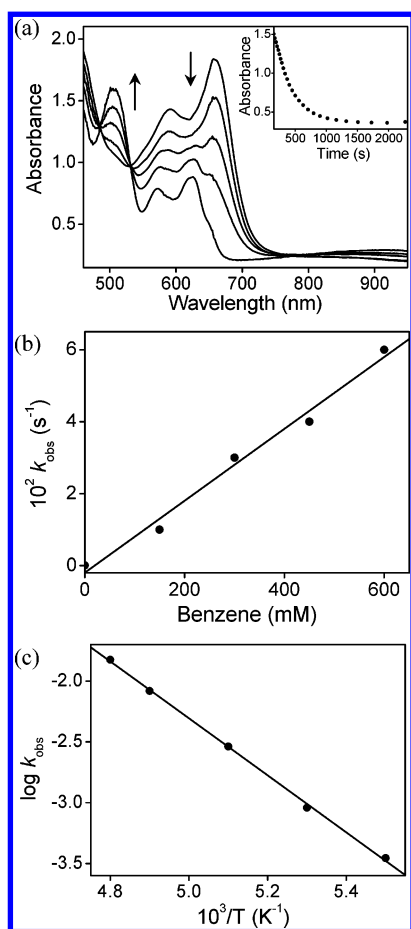 (a)
2.0
1.5
1.0
0.5
Absorbance
500 600 700 800 900
Wavelength (nm)
1.5
1.0
0.5
Absorbance
500 1000 1500 2000
Time (s)
(b)
6
4
2
0
10² kobs (s⁻¹)
0 200 400 600
Benzene (mM)
(c)
-2.0
-2.5
-3.0
-3.5
log kobs
4.8 5.0 5.2 5.4
10³/T (K⁻¹)